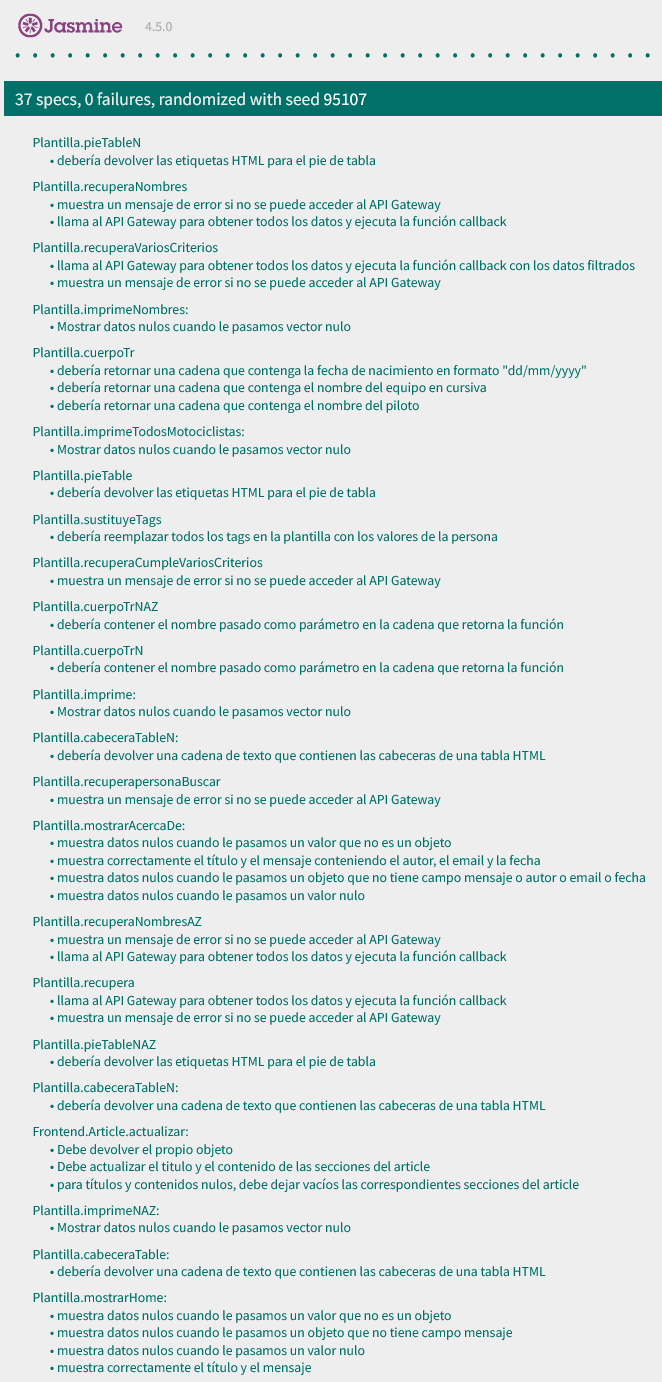 Jasmine 4.5.0
37 specs, 0 failures, randomized with seed 95107
Plantilla.pieTableN
• debería devolver las etiquetas HTML para el pie de tabla
Plantilla.recuperaNombres
• muestra un mensaje de error si no se puede acceder al API Gateway
• llama al API Gateway para obtener todos los datos y ejecuta la función callback
Plantilla.recuperaVariosCriterios
• llama al API Gateway para obtener todos los datos y ejecuta la función callback con los datos filtrados
• muestra un mensaje de error si no se puede acceder al API Gateway
Plantilla.imprimeNombres:
• Mostrar datos nulos cuando le pasamos vector nulo
Plantilla.cuerpoTr
• debería retornar una cadena que contenga la fecha de nacimiento en formato "dd/mm/yyyy"
• debería retornar una cadena que contenga el nombre del equipo en cursiva
• debería retornar una cadena que contenga el nombre del piloto
Plantilla.imprimeTodosMotociclistas:
• Mostrar datos nulos cuando le pasamos vector nulo
Plantilla.pieTable
• debería devolver las etiquetas HTML para el pie de tabla
Plantilla.sustituyeTags
• debería reemplazar todos los tags en la plantilla con los valores de la persona
Plantilla.recuperaCumpleVariosCriterios
• muestra un mensaje de error si no se puede acceder al API Gateway
Plantilla.cuerpoTrNAZ
• debería contener el nombre pasado como parámetro en la cadena que retorna la función
Plantilla.cuerpoTrN
• debería contener el nombre pasado como parámetro en la cadena que retorna la función
Plantilla.imprime:
• Mostrar datos nulos cuando le pasamos vector nulo
Plantilla.cabeceraTableN:
• debería devolver una cadena de texto que contienen las cabeceras de una tabla HTML
Plantilla.recuperapersonaBuscar
• muestra un mensaje de error si no se puede acceder al API Gateway
Plantilla.mostrarAcercaDe:
• muestra datos nulos cuando le pasamos un valor que no es un objeto
• muestra correctamente el título y el mensaje conteniendo el autor, el email y la fecha
• muestra datos nulos cuando le pasamos un objeto que no tiene campo mensaje o autor o email o fecha
• muestra datos nulos cuando le pasamos un valor nulo
Plantilla.recuperaNombresAZ
• muestra un mensaje de error si no se puede acceder al API Gateway
• llama al API Gateway para obtener todos los datos y ejecuta la función callback
Plantilla.recupera
• llama al API Gateway para obtener todos los datos y ejecuta la función callback
• muestra un mensaje de error si no se puede acceder al API Gateway
Plantilla.pieTableNAZ
• debería devolver las etiquetas HTML para el pie de tabla
Plantilla.cabeceraTableN:
• debería devolver una cadena de texto que contienen las cabeceras de una tabla HTML
Frontend.Article.actualizar:
• Debe devolver el propio objeto
• Debe actualizar el titulo y el contenido de las secciones del article
• para títulos y contenidos nulos, debe dejar vacíos las correspondientes secciones del article
Plantilla.imprimeNAZ:
• Mostrar datos nulos cuando le pasamos vector nulo
Plantilla.cabeceraTable:
• debería devolver una cadena de texto que contienen las cabeceras de una tabla HTML
Plantilla.mostrarHome:
• muestra datos nulos cuando le pasamos un valor que no es un objeto
• muestra datos nulos cuando le pasamos un objeto que no tiene campo mensaje
• muestra datos nulos cuando le pasamos un valor nulo
• muestra correctamente el título y el mensaje